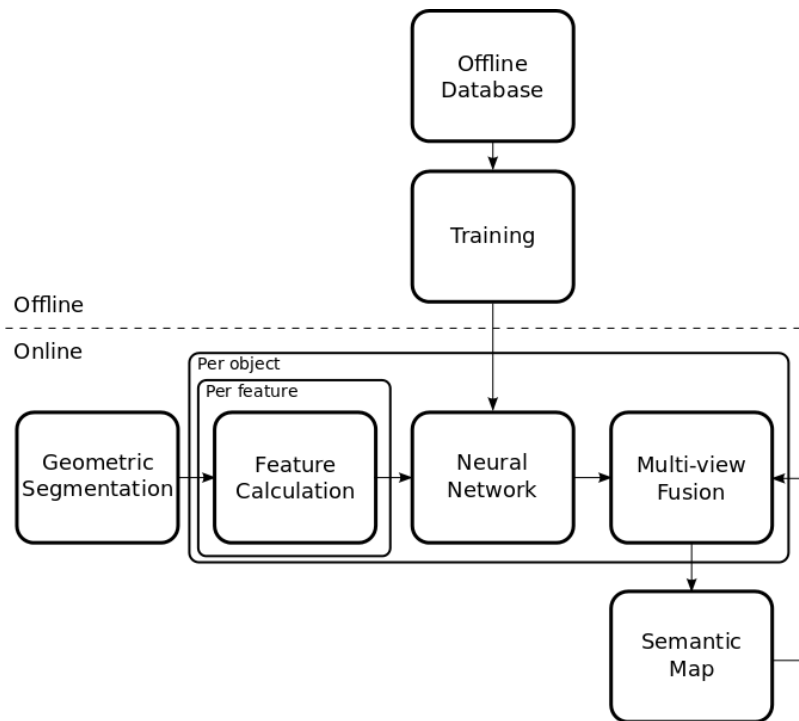 Offline
Database
Training
Offline
Online
Per object
Per feature
Geometric
Segmentation
Feature
Calculation
Neural
Network
Multi-view
Fusion
Semantic
Map